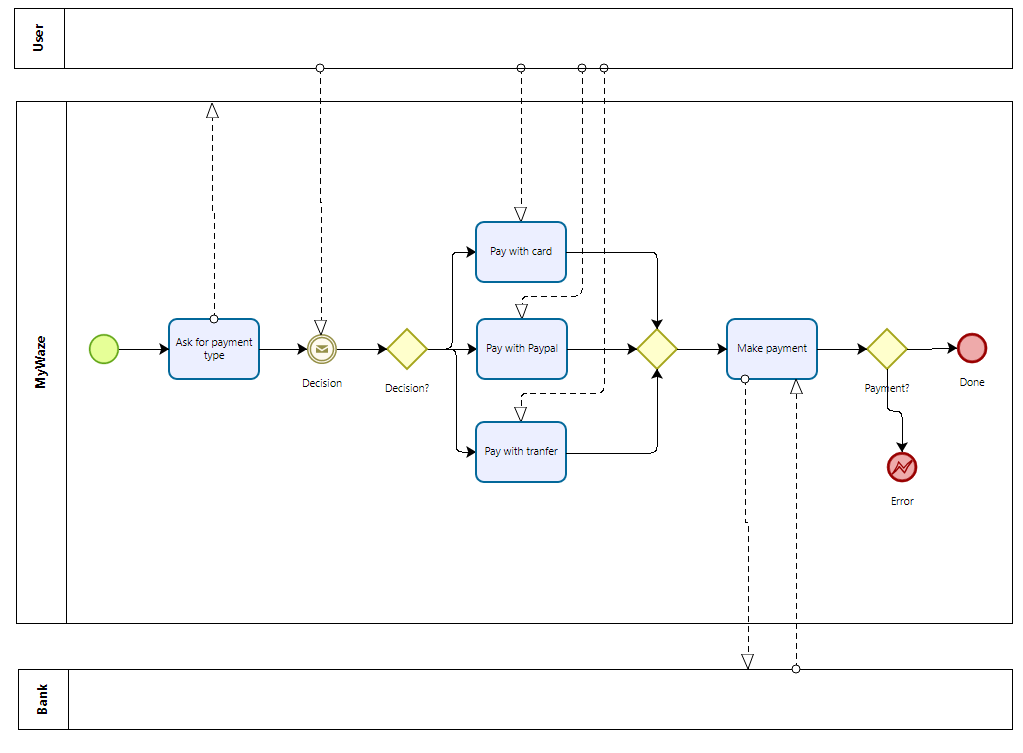 User
MyWaze
Ask for payment
type
Decision
Decision?
Pay with card
Pay with Paypal
Pay with tranfer
Make payment
Payment?
Done
Error
Bank